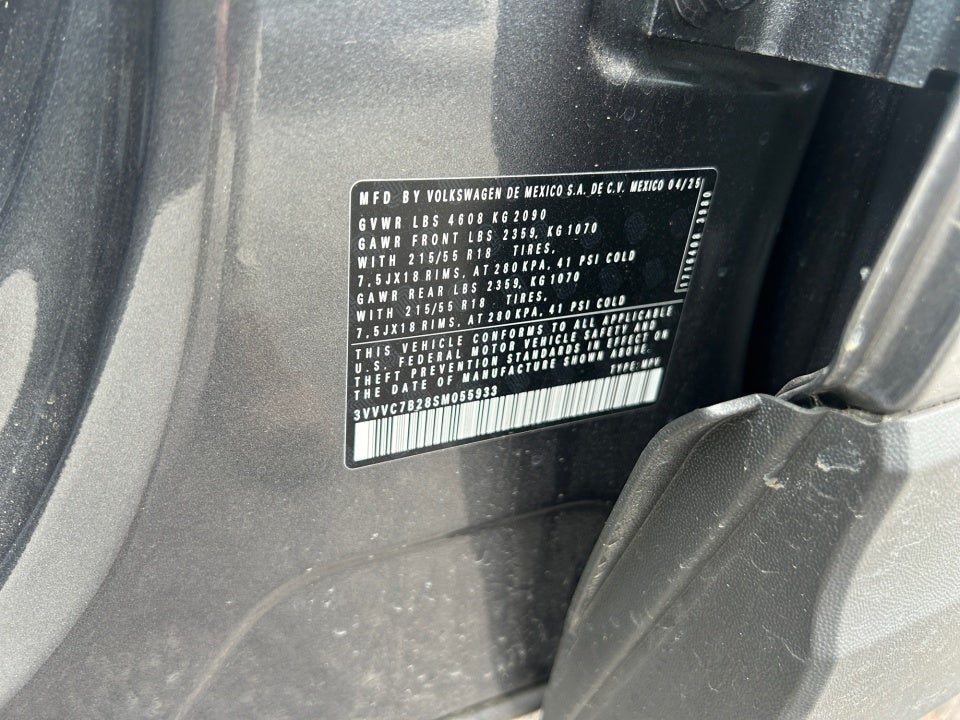 MFD BY VOLKSWAGEN DE MEXICO S.A. DE C.V. MEXICO 04/25
GVWR LBS 4608 KG 2090
GAWR FRONT LBS 2359, KG 1070
WITH 215/55 R18 TIRES,
7,5JX18 RIMS, AT 280 KPA, 41 PSI COLD
GAWR REAR LBS 2359, KG 1070
WITH 215/55 R18 TIRES,
7,5JX18 RIMS, AT 280 KPA, 41 PSI COLD
THIS VEHICLE CONFORMS TO ALL APPLICABLE
U.S. FEDERAL MOTOR VEHICLE SAFETY AND
THEFT PREVENTION STANDARDS IN EFFECT ON
THE DATE OF MANUFACTURE SHOWN ABOVE.
TYPE: MPV
3VVVC7B28SM055933